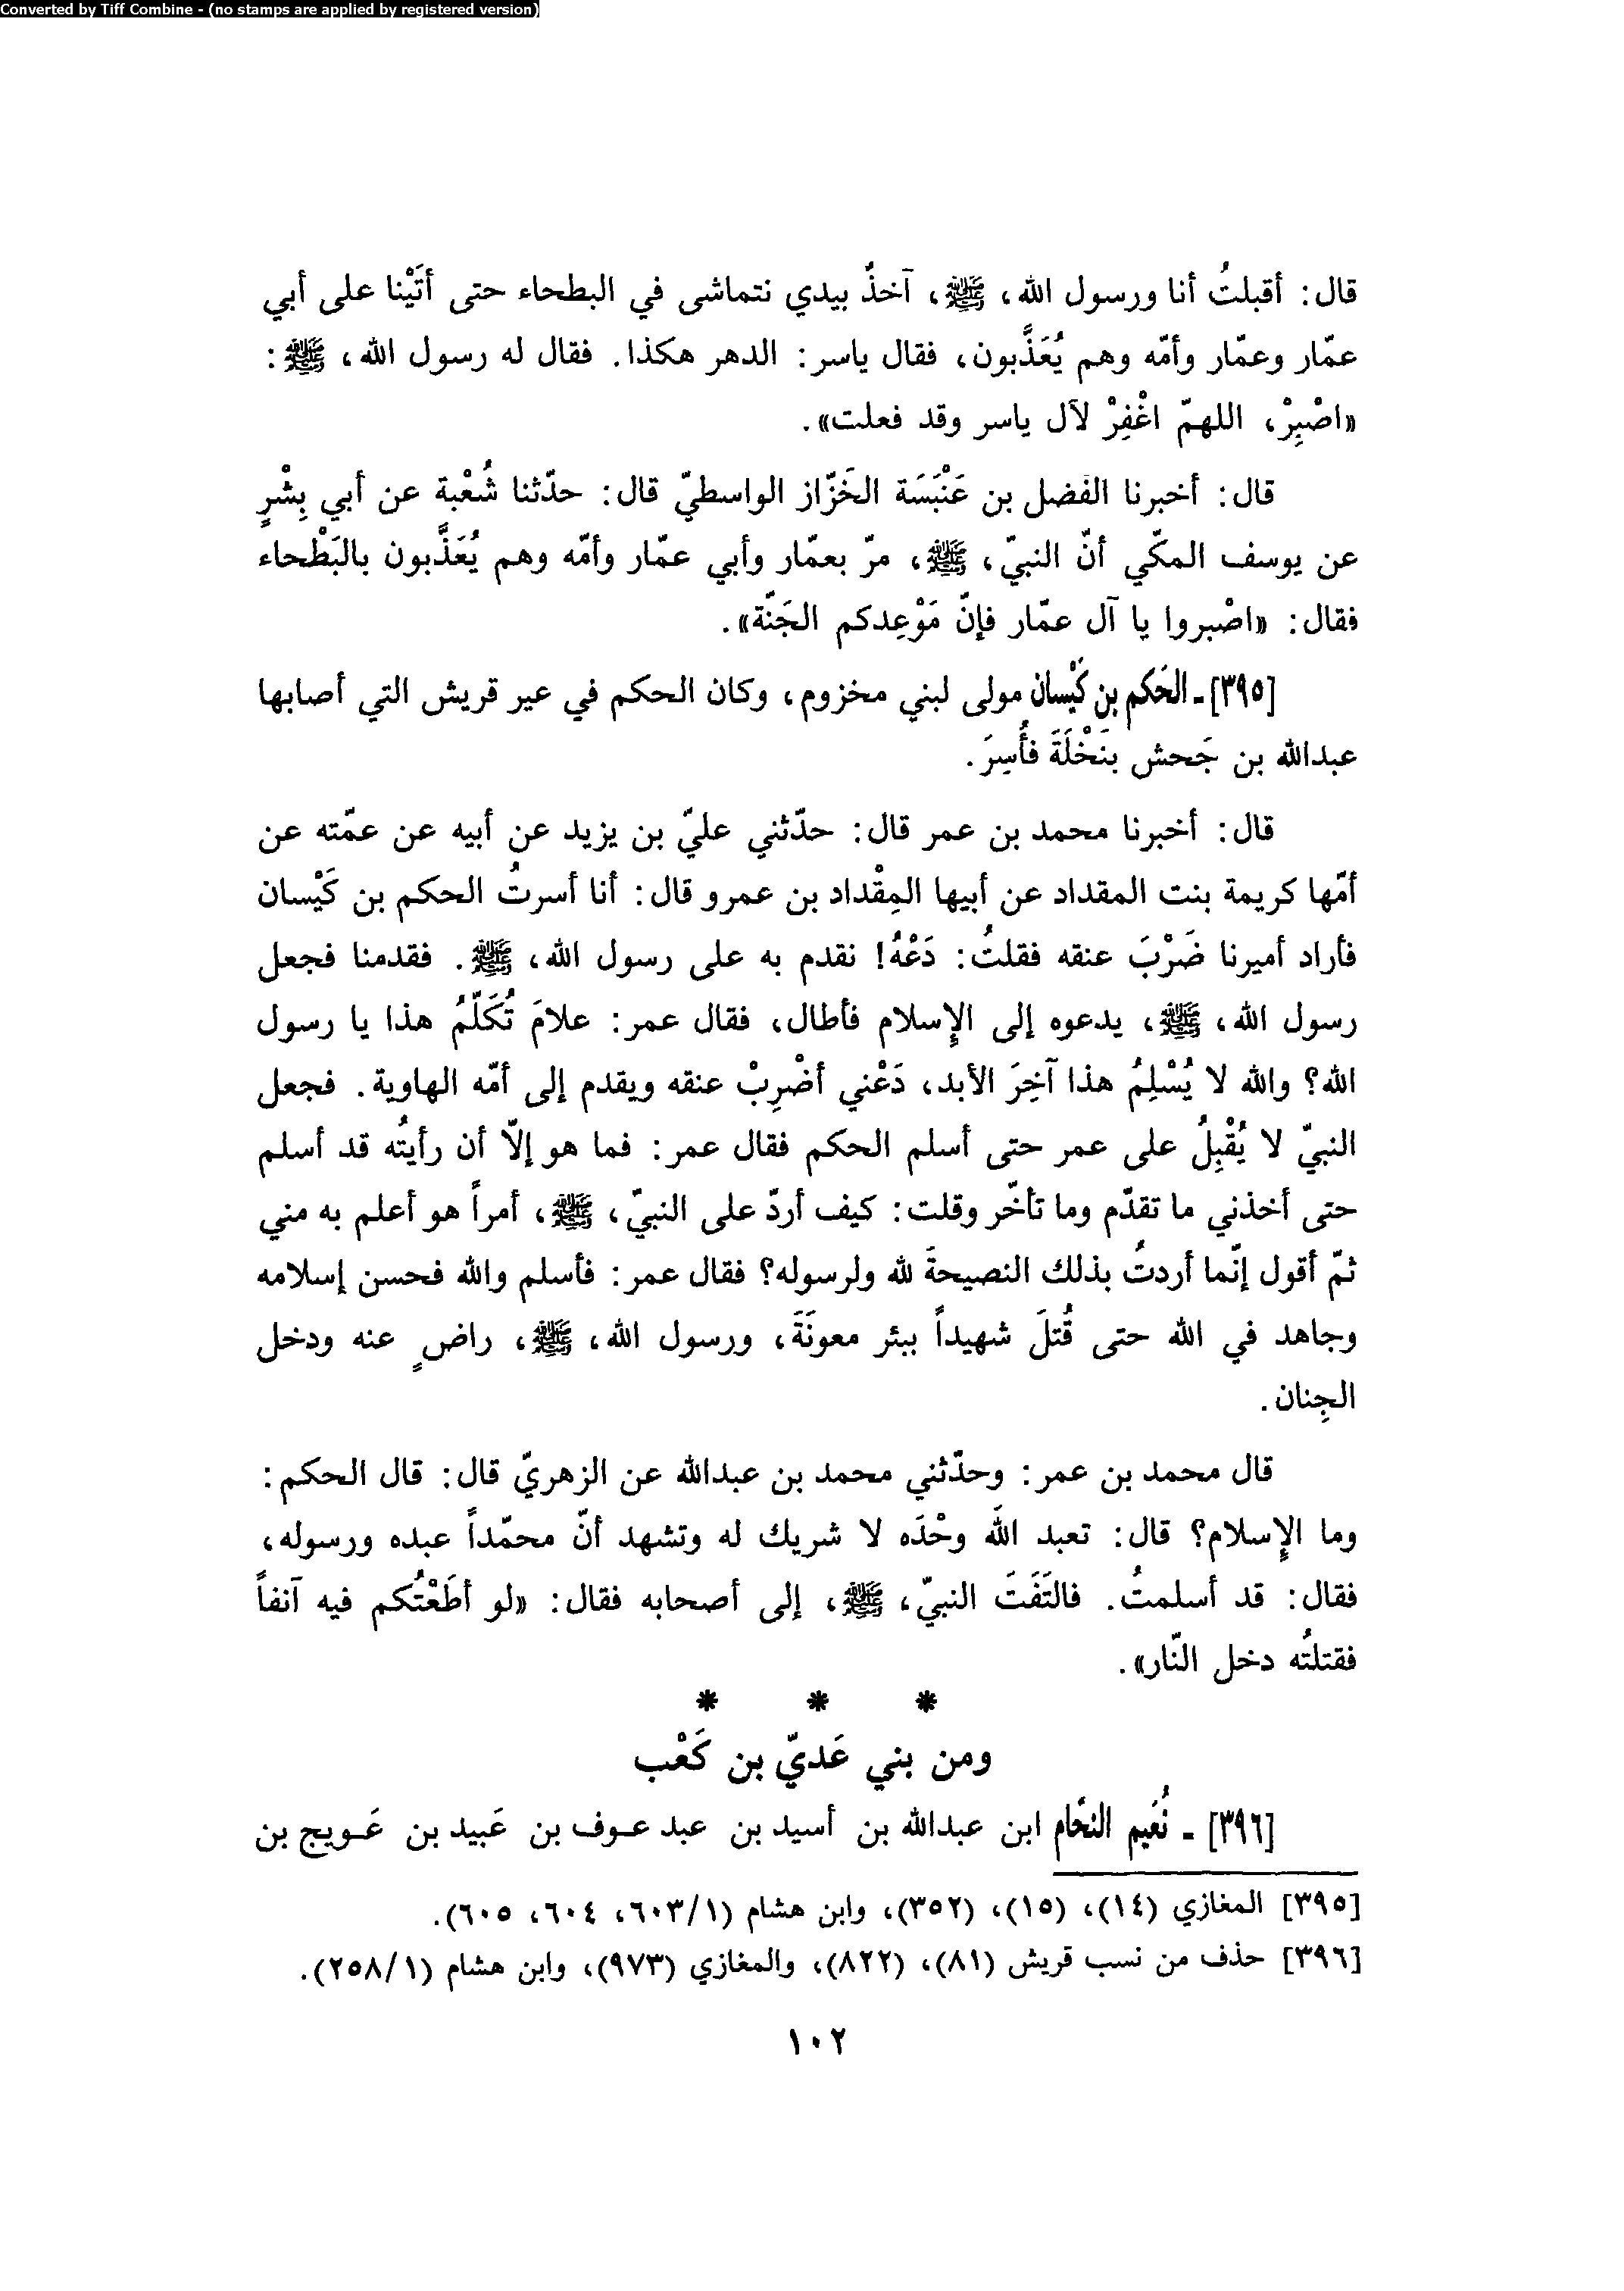 Converted by Tiff Combine - (no stamps are applied by registered version)
قال: أقبلتُ أنا ورسول الله، ﷺ، آخذٌ بيدي نتماشى في البطحاء حتى أتَيْنا على أبي
عمّار وعمّار وأمّه وهم يُعَذَّبون، فقال ياسر: الدهر هكذا. فقال له رسول الله، ﷺ:
«اصْبِرْ، اللهمّ اغْفِرْ لآل ياسر وقد فعلت».
قال: أخبرنا الفضل بن عَنْبَسَة الخَزّاز الواسطيّ قال: حدّثنا شُعْبة عن أبي بِشْرٍ
عن يوسف المكّي أنّ النبيّ، ﷺ، مرّ بعمّار وأبي عمّار وأمّه وهم يُعَذَّبون بالبَطْحاء
فقال: «اصْبروا يا آل عمّار فإنّ مَوْعِدكم الجَنّة».
[٣٩٥] ـ الحَكم بن كَيْسان مولى لبني مخزوم، وكان الحكم في عير قريش التي أصابها
عبدالله بن جَحش بنَخْلَةَ فأُسِرَ.
قال: أخبرنا محمد بن عمر قال: حدّثني عليّ بن يزيد عن أبيه عن عمّته عن
أمّها كريمة بنت المقداد عن أبيها المِقْداد بن عمرو قال: أنا أسرتُ الحكم بن كَيْسان
فأراد أميرنا ضَرْبَ عنقه فقلتُ: دَعْهُ! نقدم به على رسول الله، ﷺ. فقدمنا فجعل
رسول الله، ﷺ، يدعوه إلى الإسلام فأطال، فقال عمر: علامَ تُكَلّمُ هذا يا رسول
الله؟ والله لا يُسْلِمُ هذا آخِرَ الأبد، دَعْني أضْرِبْ عنقه ويقدم إلى أمّه الهاوية. فجعل
النبيّ لا يُقْبِلُ على عمر حتى أسلم الحكم فقال عمر: فما هو إلاّ أن رأيتُه قد أسلم
حتى أخذني ما تقدّم وما تأخّر وقلت: كيف أردّ على النبيّ، ﷺ، أمراً هو أعلم به مني
ثمّ أقول إنّما أردتُ بذلك النصيحةَ لله ولرسوله؟ فقال عمر: فأسلم والله فحسن إسلامه
وجاهد في الله حتى قُتلَ شهيداً ببئر معونَةَ، ورسول الله، ﷺ، راضٍ عنه ودخل
الجِنان.
قال محمد بن عمر: وحدّثني محمد بن عبدالله عن الزهريّ قال: قال الحكم:
وما الإسلام؟ قال: تعبد اللهَ وحْدَه لا شريك له وتشهد أنّ محمّداً عبده ورسوله،
فقال: قد أسلمتُ. فالتَفَتَ النبيّ، ﷺ، إلى أصحابه فقال: «لو أطَعْتُكم فيه آنفاً
فقتلتُه دخل النّار».
* * *
ومن بني عَديّ بن كَعْب
[٣٩٦] ـ نُعَيم النحّام ابن عبدالله بن أسيد بن عبد عوف بن عَبيد بن عَويج بن
[٣٩٥] المغازي (١٤)، (١٥)، (٣٥٢)، وابن هشام (٦٠٣/١، ٦٠٤، ٦٠٥).
[٣٩٦] حذف من نسب قريش (٨١)، (٨٢٢)، والمغازي (٩٧٣)، وابن هشام (٢٥٨/١).
١٠٢